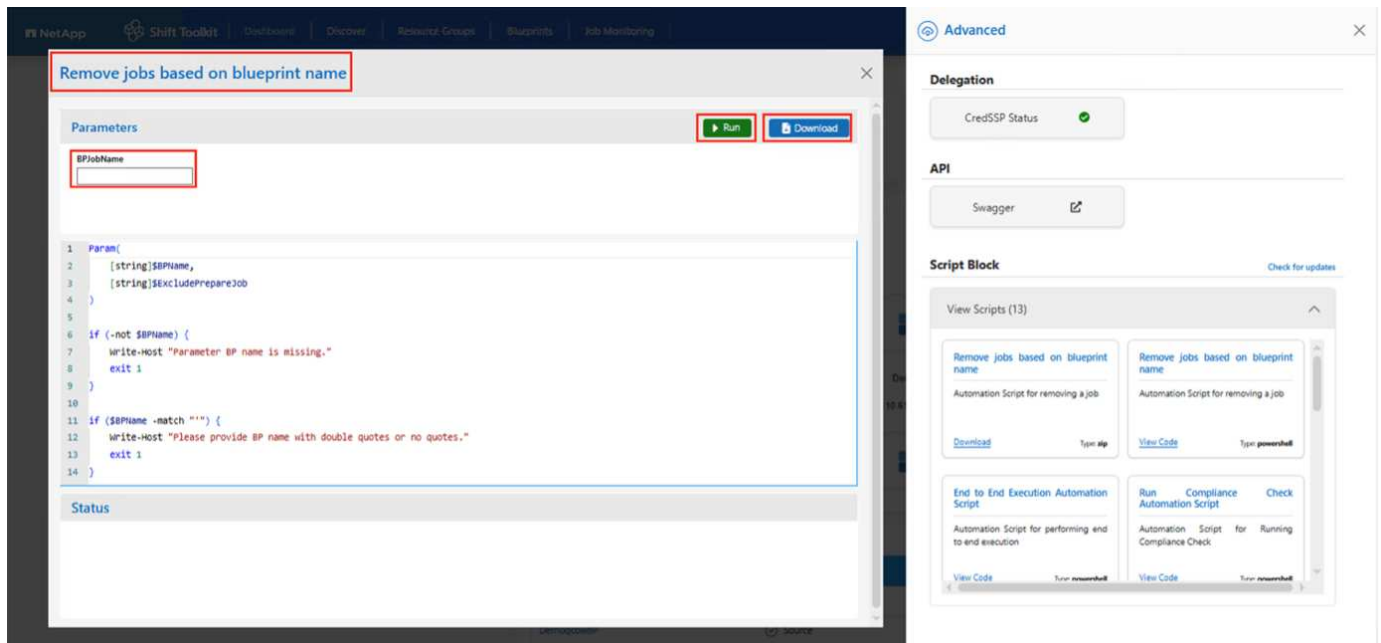 NetApp
Shift Toolkit
Dashboard
Discover
Resource Groups
Blueprints
Job Monitoring
Remove jobs based on blueprint name
Parameters
Run
Download
BPJobName
1 Param(
2 [string]$BPName,
3 [string]$ExcludePrepareJob
4 )
5
6 if (-not $BPName) {
7 Write-Host "Parameter BP name is missing."
8 exit 1
9 }
10
11 if ($BPName -match "'") {
12 Write-Host "Please provide BP name with double quotes or no quotes."
13 exit 1
14 }
Status
DemoQcower
Source
Advanced
Delegation
CredSSP Status
API
Swagger
Script Block
Check for updates
View Scripts (13)
Remove jobs based on blueprint
name
Automation Script for removing a job
Download
Type: zip
Remove jobs based on blueprint
name
Automation Script for removing a job
View Code
Type: powershell
End to End Execution Automation
Script
Automation Script for performing end
to end execution
View Code
Type: powershell
Run Compliance Check
Automation Script
Automation Script for Running
Compliance Check
View Code
Type: powershell